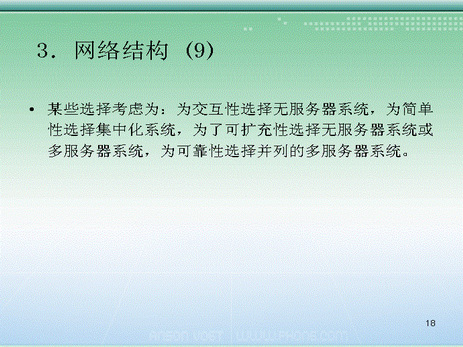 3. 网络结构 (9)
• 某些选择考虑为：为交互性选择无服务器系统，为简单
性选择集中化系统，为了可扩充性选择无服务器系统或
多服务器系统，为可靠性选择并列的多服务器系统。
18